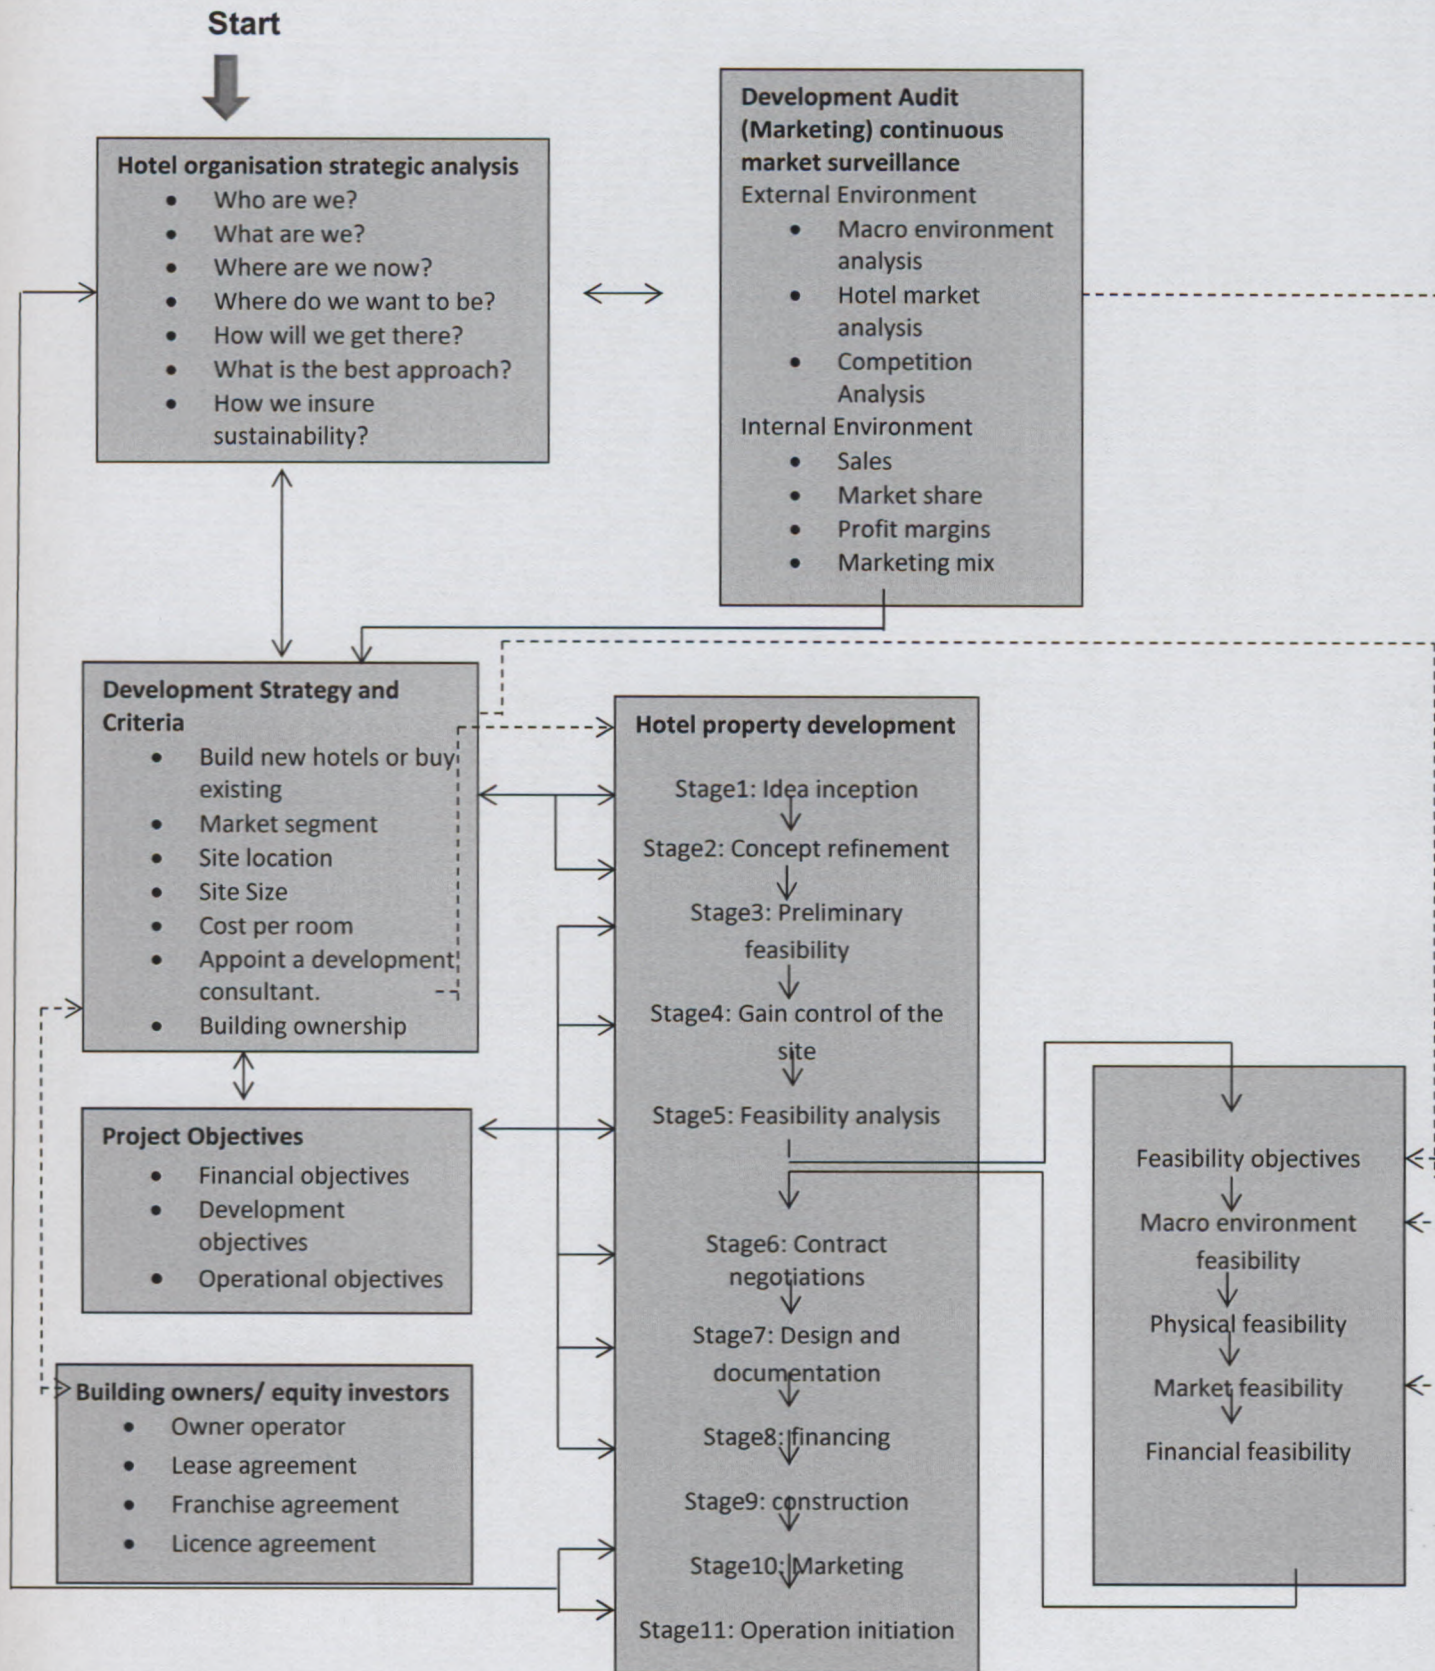 Start
Hotel organisation strategic analysis
• Who are we?
• What are we?
• Where are we now?
• Where do we want to be?
• How will we get there?
• What is the best approach?
• How we insure
sustainability?
Development Audit
(Marketing) continuous
market surveillance
External Environment
• Macro environment
analysis
• Hotel market
analysis
• Competition
Analysis
Internal Environment
• Sales
• Market share
• Profit margins
• Marketing mix
Development Strategy and
Criteria
• Build new hotels or buy
existing
• Market segment
• Site location
• Site Size
• Cost per room
• Appoint a development
consultant.
• Building ownership
Project Objectives
• Financial objectives
• Development
objectives
• Operational objectives
Building owners/ equity investors
• Owner operator
• Lease agreement
• Franchise agreement
• Licence agreement
Hotel property development
Stage1: Idea inception
Stage2: Concept refinement
Stage3: Preliminary
feasibility
Stage4: Gain control of the
site
Stage5: Feasibility analysis
Stage6: Contract
negotiations
Stage7: Design and
documentation
Stage8: financing
Stage9: construction
Stage10: Marketing
Stage11: Operation initiation
Feasibility objectives
Macro environment
feasibility
Physical feasibility
Market feasibility
Financial feasibility